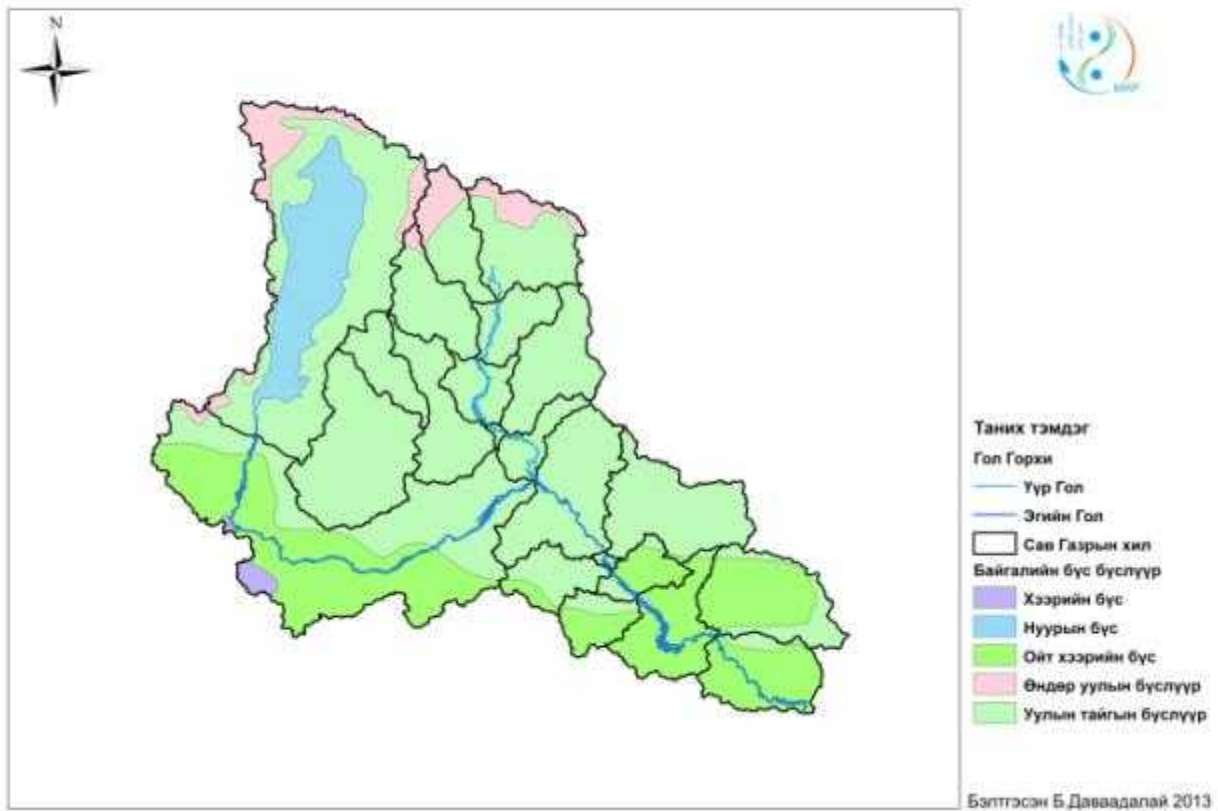 N
Таних тэмдэг
Гол Горхи
Үүр Гол
Эгийн Гол
Сав Газрын хил
Байгалийн бүс бүслүүр
Хээрийн бүс
Нуурын бүс
Ойт хээрийн бүс
Өндөр уулын бүслүүр
Уулын тайгын бүслүүр
Бэлтгэсэн Б.Даваадалай 2013